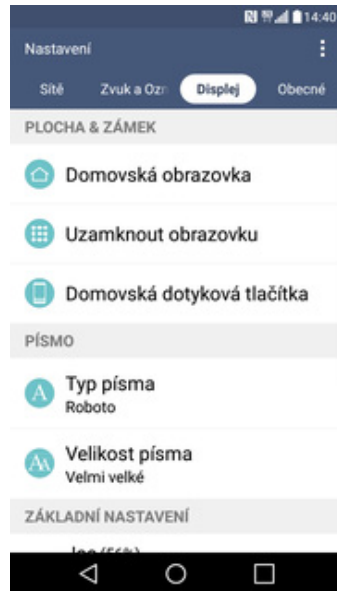 14:40
Nastavení
Sítě Zvuk a Ozn Displej Obecné
PLOCHA & ZÁMEK
Domovská obrazovka
Uzamknout obrazovku
Domovská dotyková tlačítka
PÍSMO
A Typ písma
Roboto
AA Velikost písma
Velmi velké
ZÁKLADNÍ NASTAVENÍ